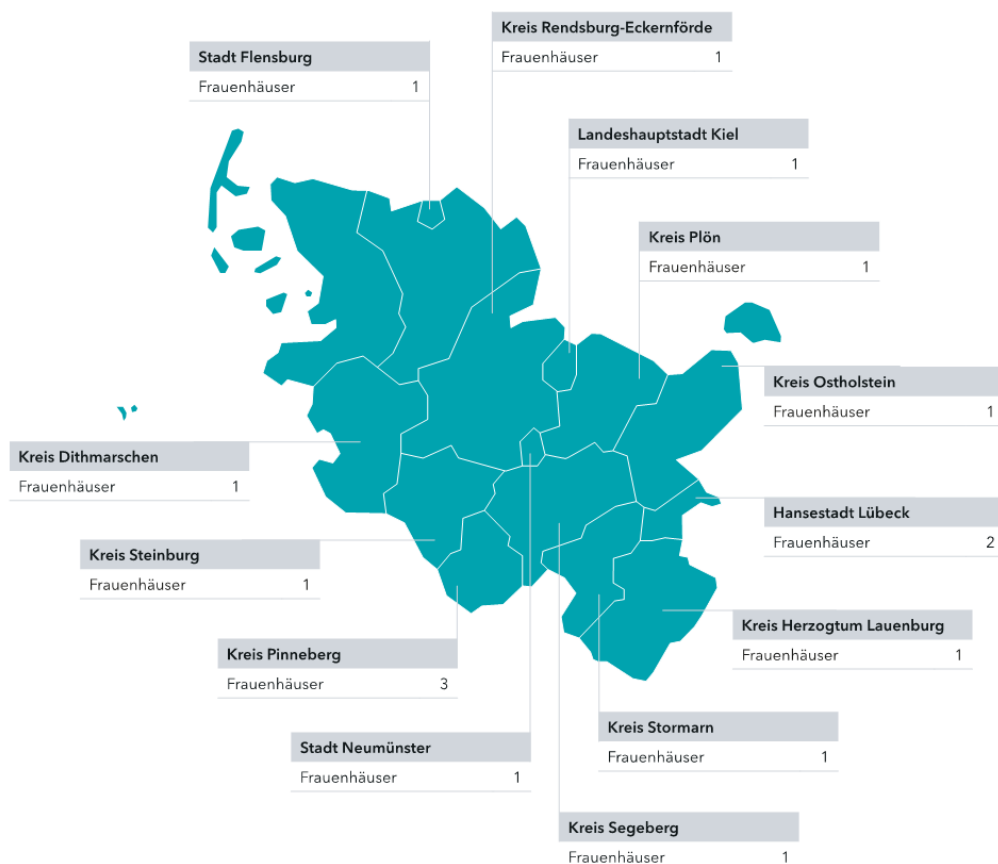 Kreis Rendsburg-Eckernförde
Frauenhäuser 1
Stadt Flensburg
Frauenhäuser 1
Landeshauptstadt Kiel
Frauenhäuser 1
Kreis Plön
Frauenhäuser 1
Kreis Ostholstein
Frauenhäuser 1
Kreis Dithmarschen
Frauenhäuser 1
Hansestadt Lübeck
Frauenhäuser 2
Kreis Steinburg
Frauenhäuser 1
Kreis Herzogtum Lauenburg
Frauenhäuser 1
Kreis Pinneberg
Frauenhäuser 3
Kreis Stormarn
Frauenhäuser 1
Stadt Neumünster
Frauenhäuser 1
Kreis Segeberg
Frauenhäuser 1